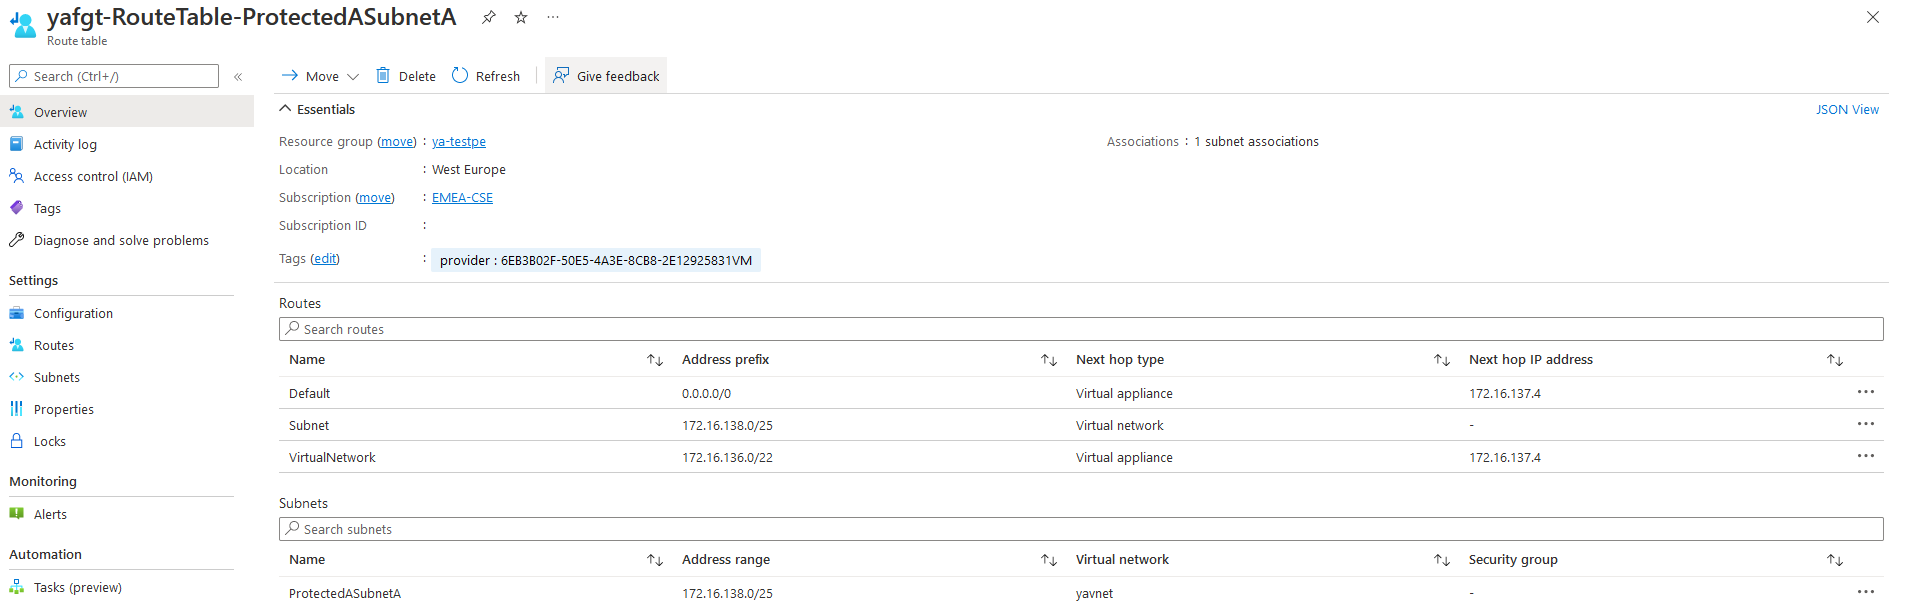 yafgt-RouteTable-ProtectedASubnetA
Route table
Search (Ctrl+/)
Overview
Activity log
Access control (IAM)
Tags
Diagnose and solve problems
Settings
Configuration
Routes
Subnets
Properties
Locks
Monitoring
Alerts
Automation
Tasks (preview)
Move Delete Refresh Give feedback
Essentials JSON View
Resource group (move) : ya-testpe Associations : 1 subnet associations
Location : West Europe
Subscription (move) : EMEA-CSE
Subscription ID :
Tags (edit) : provider : 6EB3B02F-50E5-4A3E-8CB8-2E12925831VM
Routes
Search routes
Name Address prefix Next hop type Next hop IP address
Default 0.0.0.0/0 Virtual appliance 172.16.137.4
Subnet 172.16.138.0/25 Virtual network -
VirtualNetwork 172.16.136.0/22 Virtual appliance 172.16.137.4
Subnets
Search subnets
Name Address range Virtual network Security group
ProtectedASubnetA 172.16.138.0/25 yavnet -